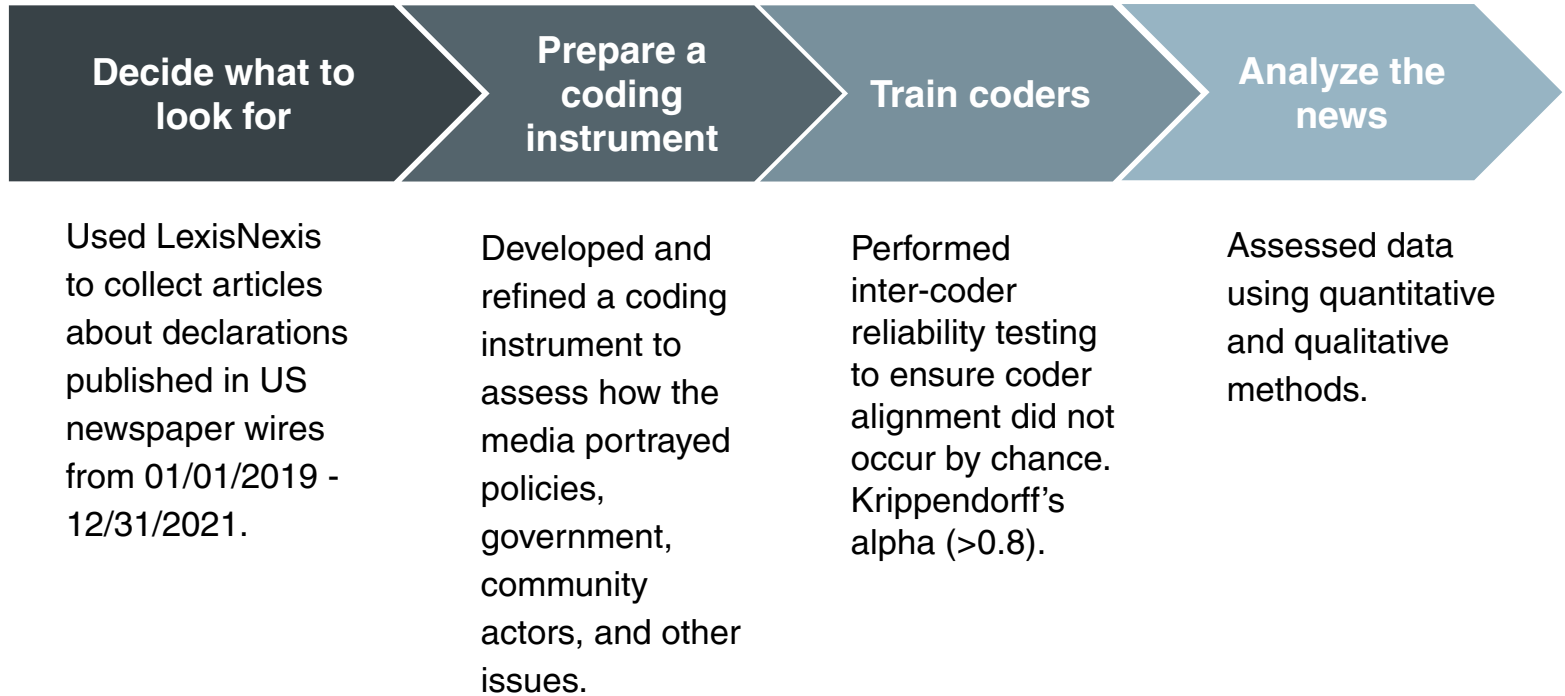 Decide what to
look for
Used LexisNexis
to collect articles
about declarations
published in US
newspaper wires
from 01/01/2019 -
12/31/2021.
Prepare a
coding
instrument
Developed and
refined a coding
instrument to
assess how the
media portrayed
policies,
government,
community
actors, and other
issues.
Train coders
Performed
inter-coder
reliability testing
to ensure coder
alignment did not
occur by chance.
Krippendorff’s
alpha (>0.8).
Analyze the
news
Assessed data
using quantitative
and qualitative
methods.